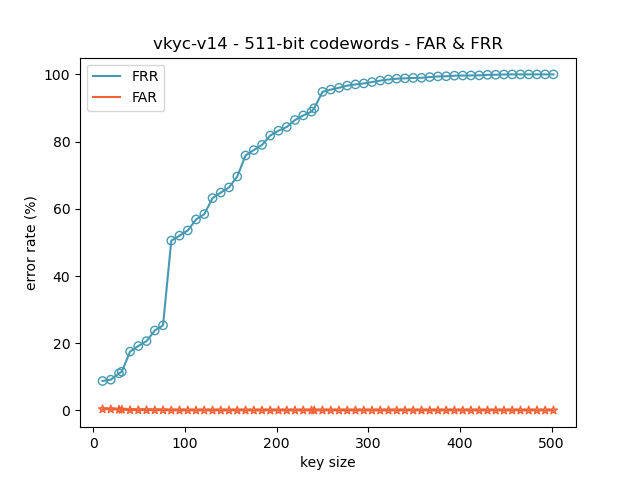 vkyc-v14 - 511-bit codewords - FAR & FRR
FRR
FAR
error rate (%)
100
80
60
40
20
0
0 100 200 300 400 500
key size